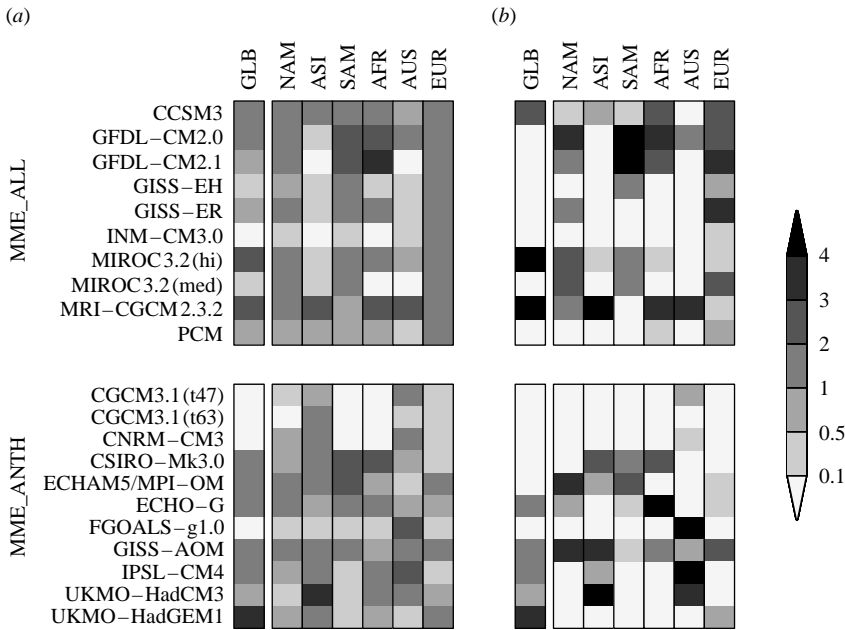 (a) (b)
GLB NAM ASI SAM AFR AUS EUR GLB NAM ASI SAM AFR AUS EUR
MME_ALL
CCSM3
GFDL–CM2.0
GFDL–CM2.1
GISS–EH
GISS–ER
INM–CM3.0
MIROC3.2(hi)
MIROC3.2(med)
MRI–CGCM2.3.2
PCM
MME_ANTH
CGCM3.1(t47)
CGCM3.1(t63)
CNRM–CM3
CSIRO–Mk3.0
ECHAM5/MPI–OM
ECHO–G
FGOALS–g1.0
GISS–AOM
IPSL–CM4
UKMO–HadCM3
UKMO–HadGEM1
4
3
2
1
0.5
0.1